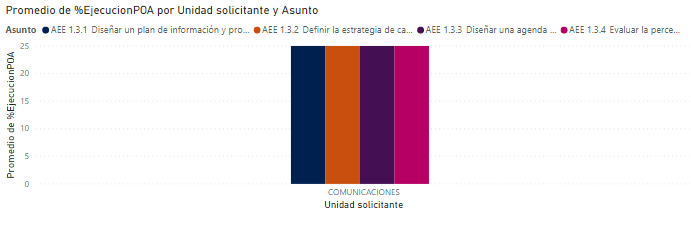 Promedio de %EjecucionPOA por Unidad solicitante y Asunto
Asunto AEE 1.3.1 Diseñar un plan de información y pro... AEE 1.3.2 Definir la estrategia de ca... AEE 1.3.3 Diseñar una agenda ... AEE 1.3.4 Evaluar la perce...
Promedio de %EjecucionPOA
25
20
15
10
5
0
COMUNICACIONES
Unidad solicitante